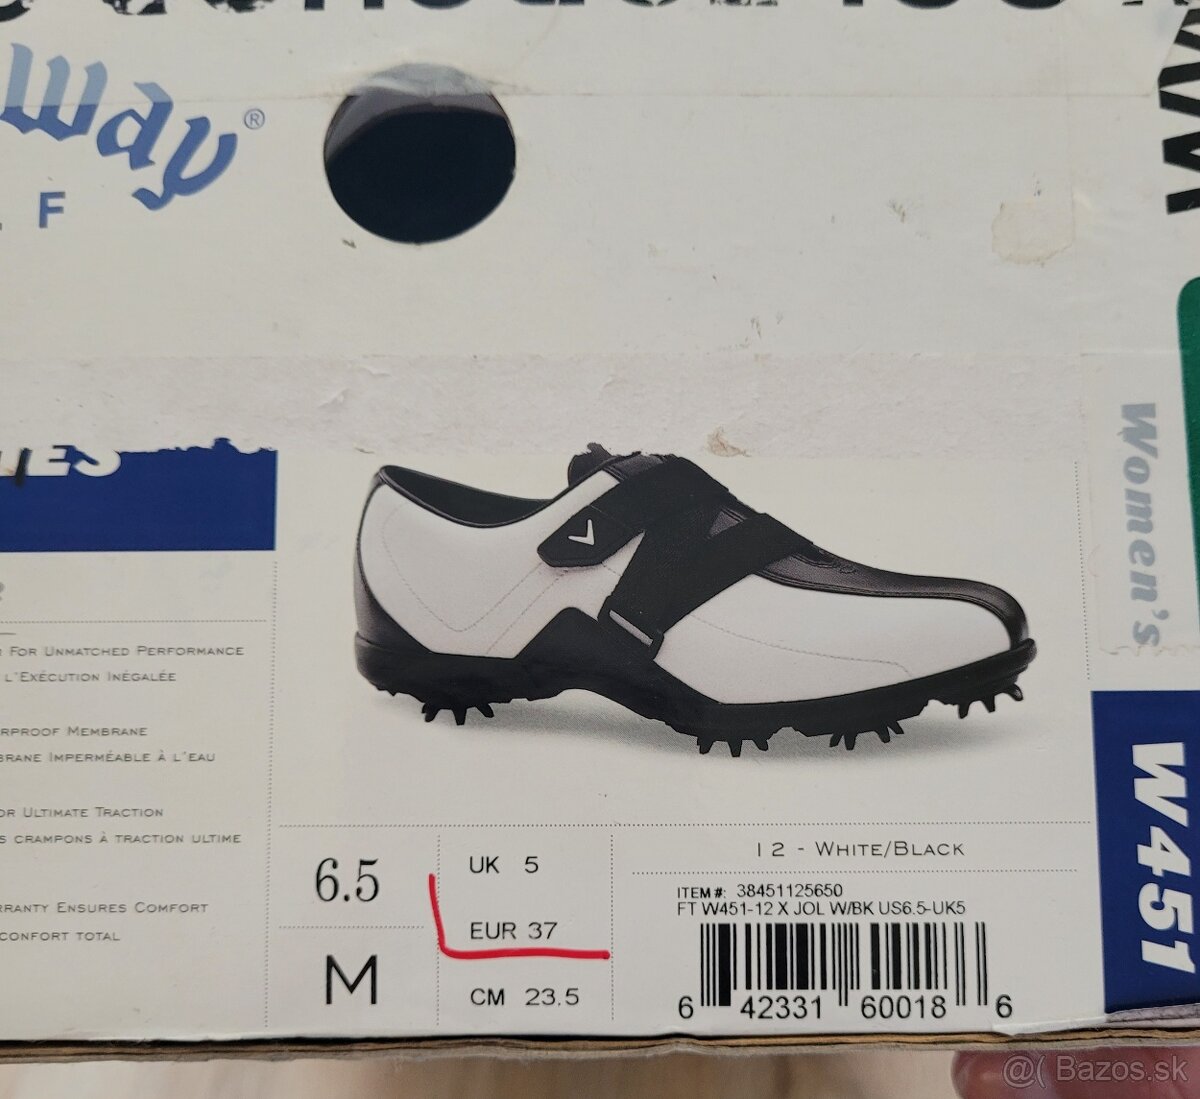 way®
F
Women's
W451
FOR UNMATCHED PERFORMANCE
L'EXÉCUTION INÉGALÉE
RPROOF MEMBRANE
BRANE IMPERMÉABLE À L'EAU
OR ULTIMATE TRACTION
S CRAMPONS À TRACTION ULTIME
RRANTY ENSURES COMFORT
CONFORT TOTAL
6.5
M
UK 5
EUR 37
CM 23.5
12 - WHITE/BLACK
ITEM #: 38451125650
FT W451-12 X JOL W/BK US6.5-UK5
6 42331 60018 6
@( Bazos.sk